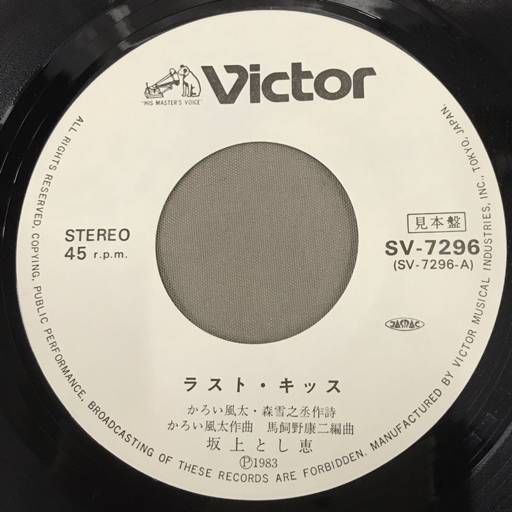 Victor
"HIS MASTER'S VOICE"
見本盤
STEREO
45 r.p.m.
SV-7296
(SV-7296-A)
JASRAC
ラスト・キッス
かろい風太・森雪之丞作詩
かろい風太作曲 馬飼野康二編曲
坂上とし恵
Ⓟ1983
ALL RIGHTS RESERVED, COPYING, PUBLIC PERFORMANCE, BROADCASTING OF THESE RECORDS ARE FORBIDDEN. MANUFACTURED BY VICTOR MUSICAL INDUSTRIES, INC., TOKYO, JAPAN.